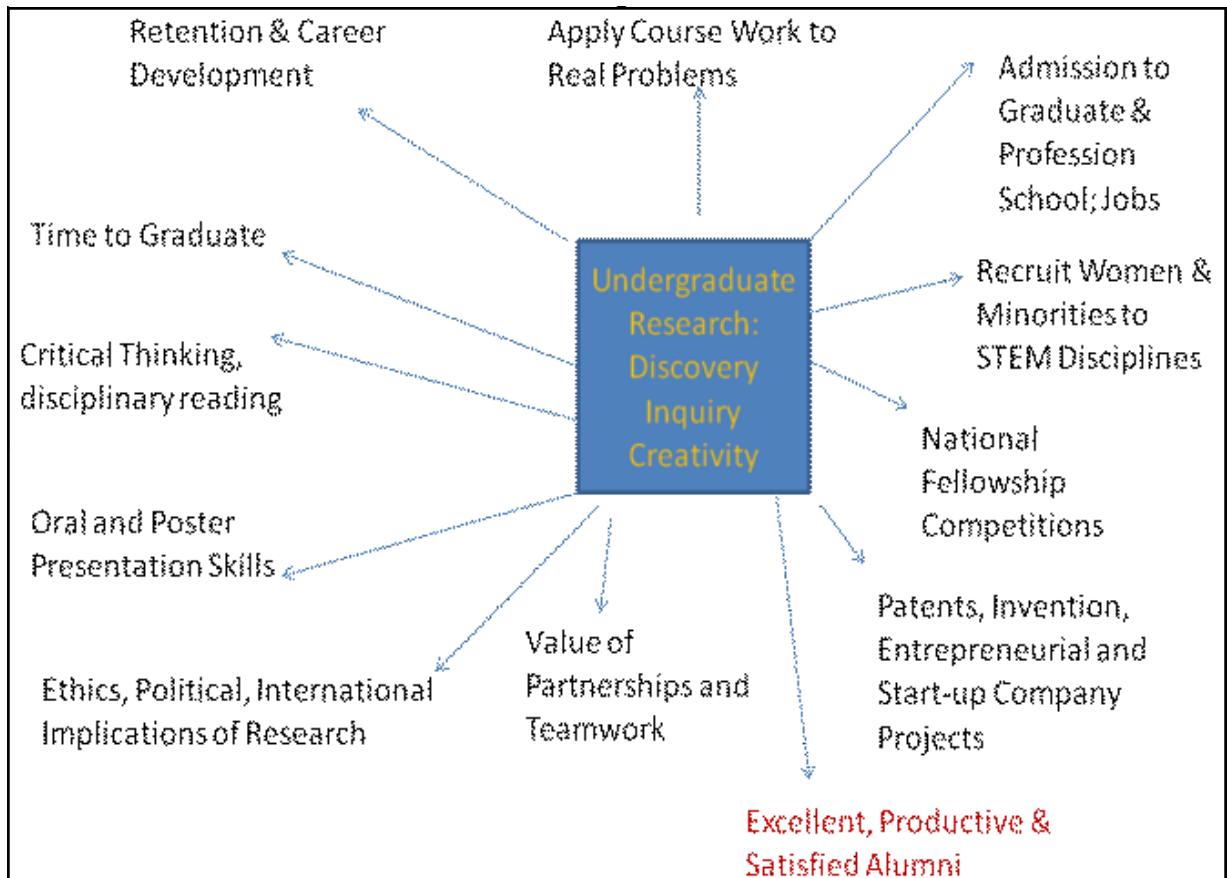 Retention & Career
Development
Apply Course Work to
Real Problems
Admission to
Graduate &
Profession
School; Jobs
Time to Graduate
Undergraduate
Research:
Discovery
Inquiry
Creativity
Recruit Women &
Minorities to
STEM Disciplines
Critical Thinking,
disciplinary reading
National
Fellowship
Competitions
Oral and Poster
Presentation Skills
Patents, Invention,
Entrepreneurial and
Start-up Company
Projects
Value of
Partnerships and
Teamwork
Ethics, Political, International
Implications of Research
Excellent, Productive &
Satisfied Alumni